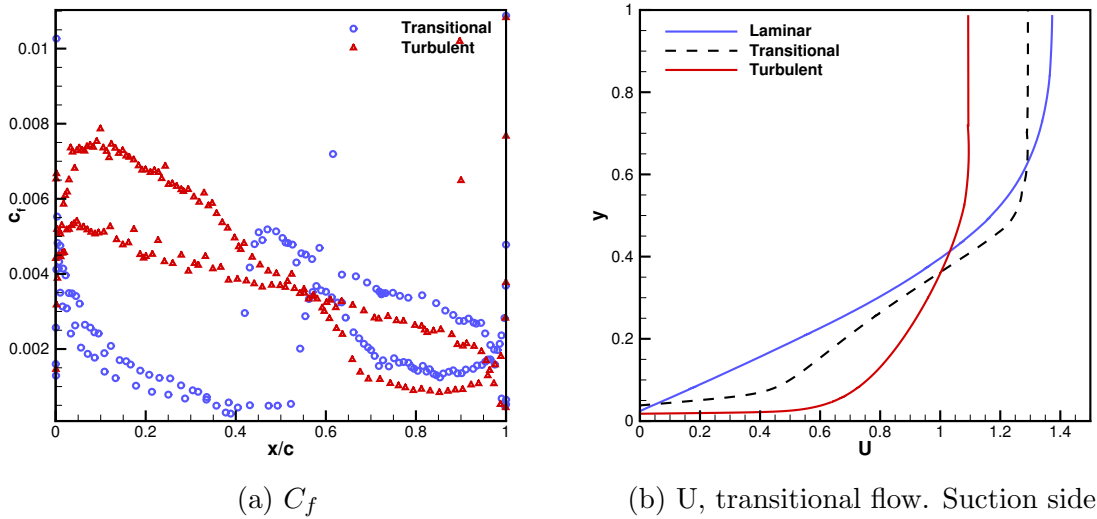 Transitional
Turbulent
0.01
0.008
0.006
0.004
0.002
c_f
0
0.2
0.4
0.6
0.8
1
x/c
(a) C_f
Laminar
Transitional
Turbulent
1
0.8
0.6
0.4
0.2
0
y
0
0.2
0.4
0.6
0.8
1
1.2
1.4
U
(b) U, transitional flow. Suction side